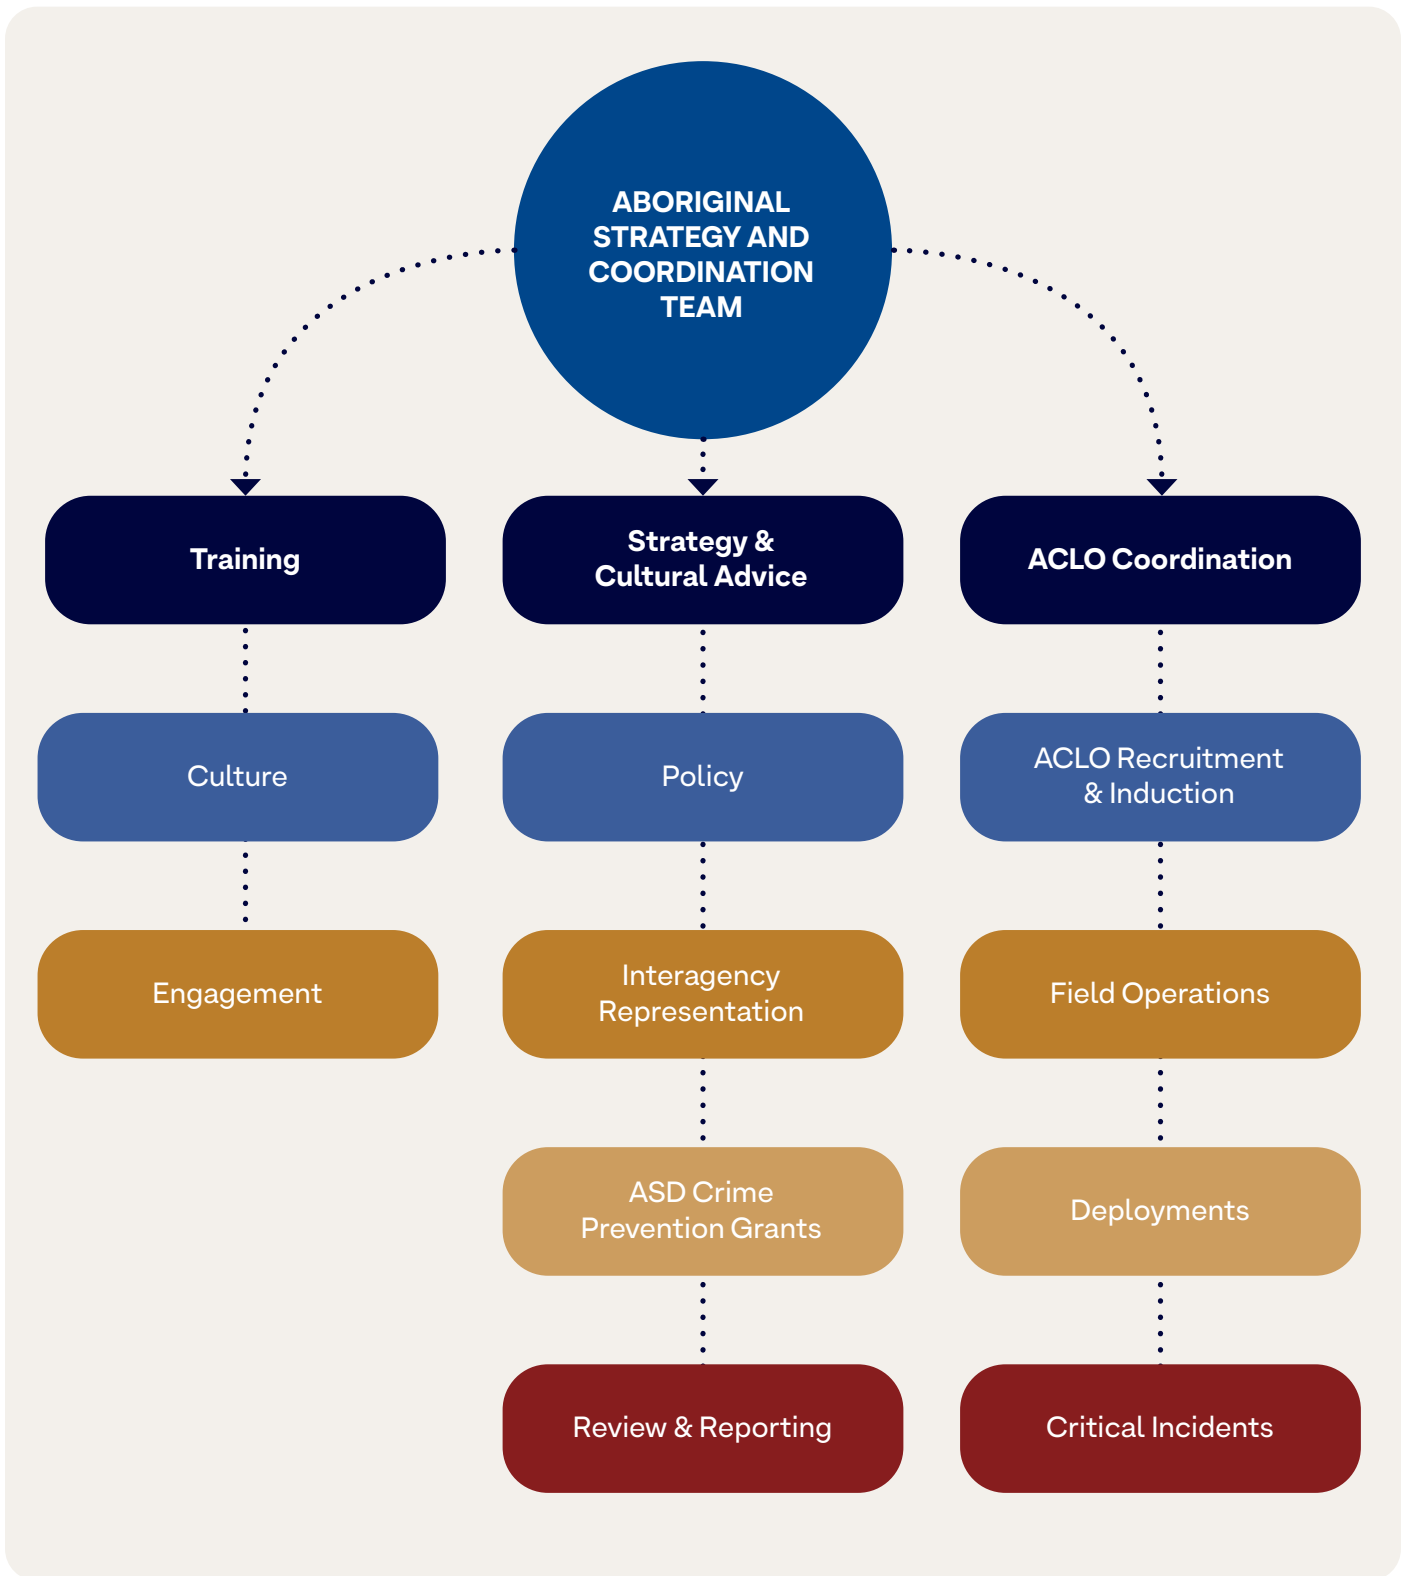 ABORIGINAL
STRATEGY AND
COORDINATION
TEAM
Training
Strategy &
Cultural Advice
ACLO Coordination
Culture
Policy
ACLO Recruitment
& Induction
Engagement
Interagency
Representation
Field Operations
ASD Crime
Prevention Grants
Deployments
Review & Reporting
Critical Incidents